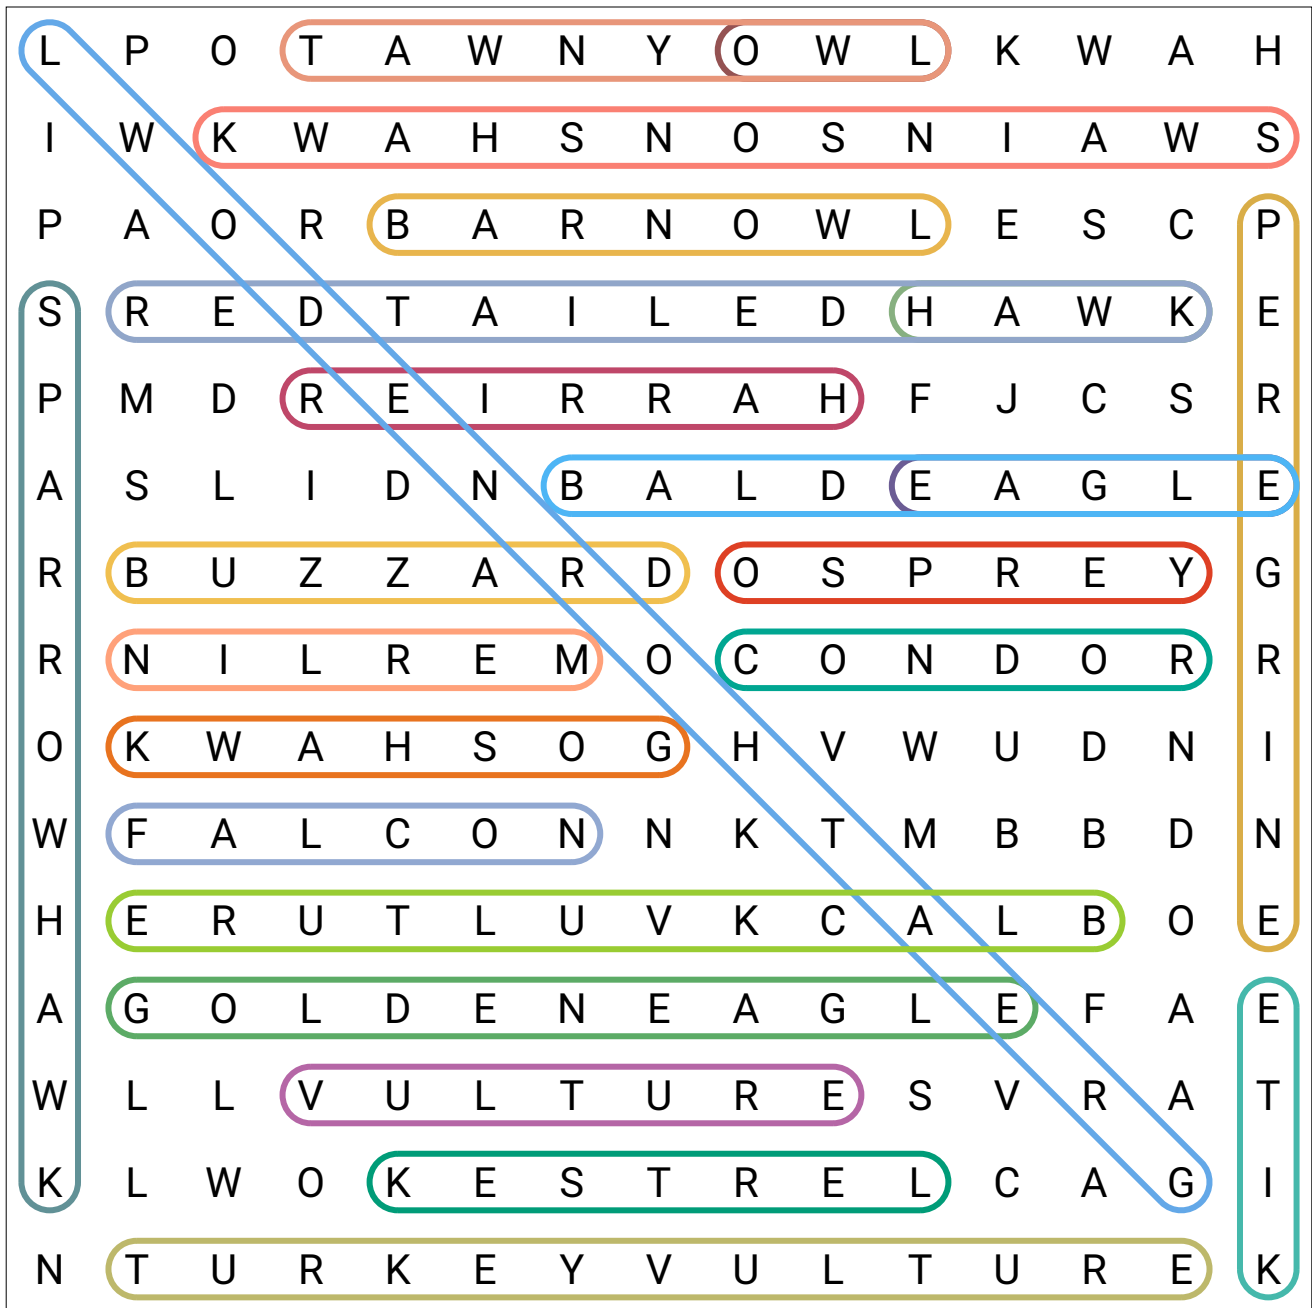 L P O T A W N Y O W L K W A H
I W K W A H S N O S N I A W S
P A O R B A R N O W L E S C P
S R E D T A I L E D H A W K E
P M D R E I R R A H F J C S R
A S L I D N B A L D E A G L E
R B U Z Z A R D O S P R E Y G
R N I L R E M O C O N D O R R
O K W A H S O G H V W U D N I
W F A L C O N N K T M B B D N
H E R U T L U V K C A L B O E
A G O L D E N E A G L E F A E
W L L V U L T U R E S V R A T
K L W O K E S T R E L C A G I
N T U R K E Y V U L T U R E K